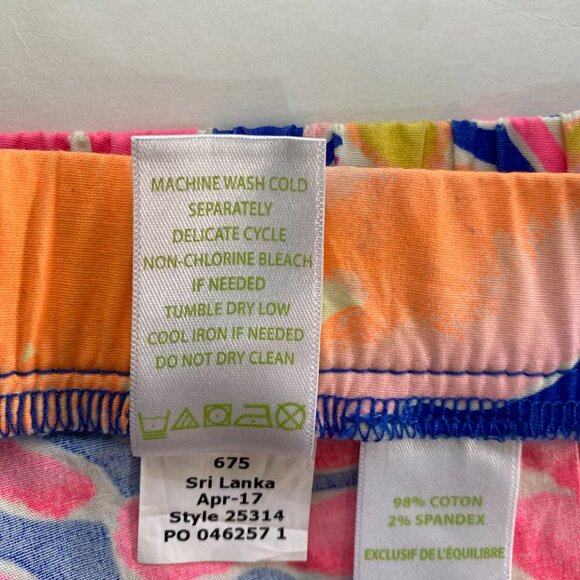 MACHINE WASH COLD
SEPARATELY
DELICATE CYCLE
NON-CHLORINE BLEACH
IF NEEDED
TUMBLE DRY LOW
COOL IRON IF NEEDED
DO NOT DRY CLEAN
675
Sri Lanka
Apr-17
Style 25314
PO 046257 1
98% COTON
2% SPANDEX
EXCLUSIF DE L'ÉQUILIBRE